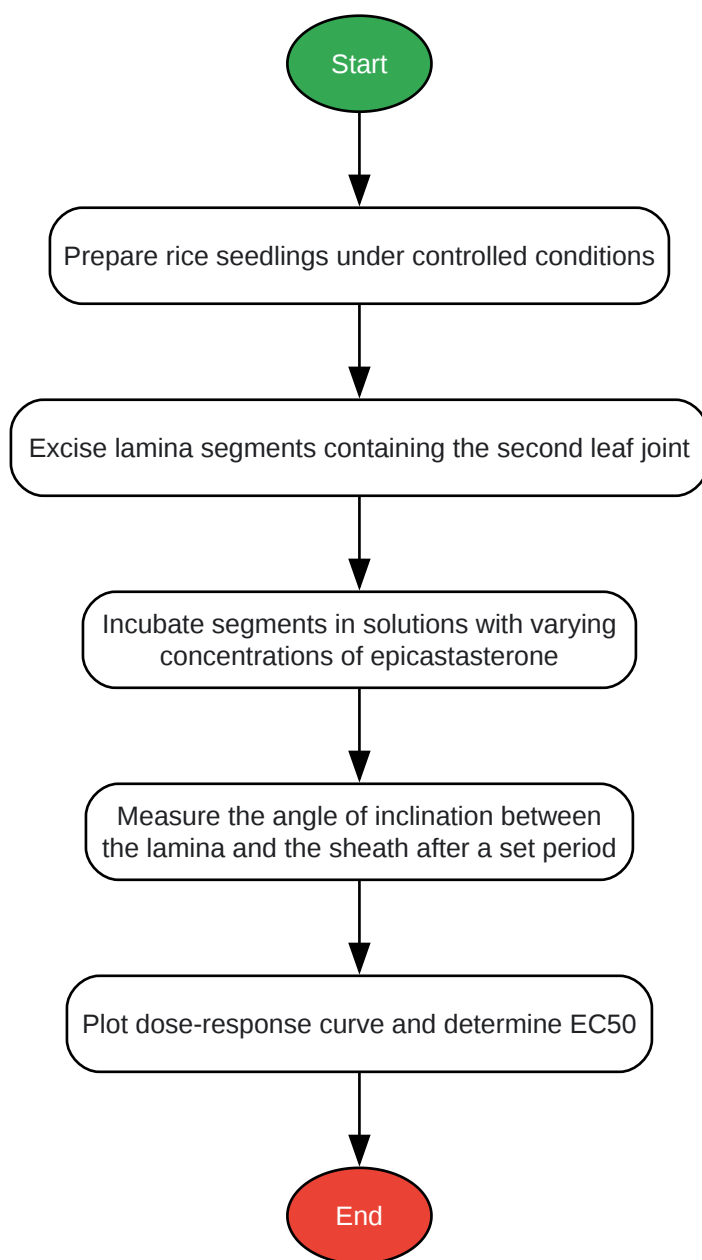 Start
Prepare rice seedlings under controlled conditions
Excise lamina segments containing the second leaf joint
Incubate segments in solutions with varying
concentrations of epicastasterone
Measure the angle of inclination between
the lamina and the sheath after a set period
Plot dose-response curve and determine EC50
End